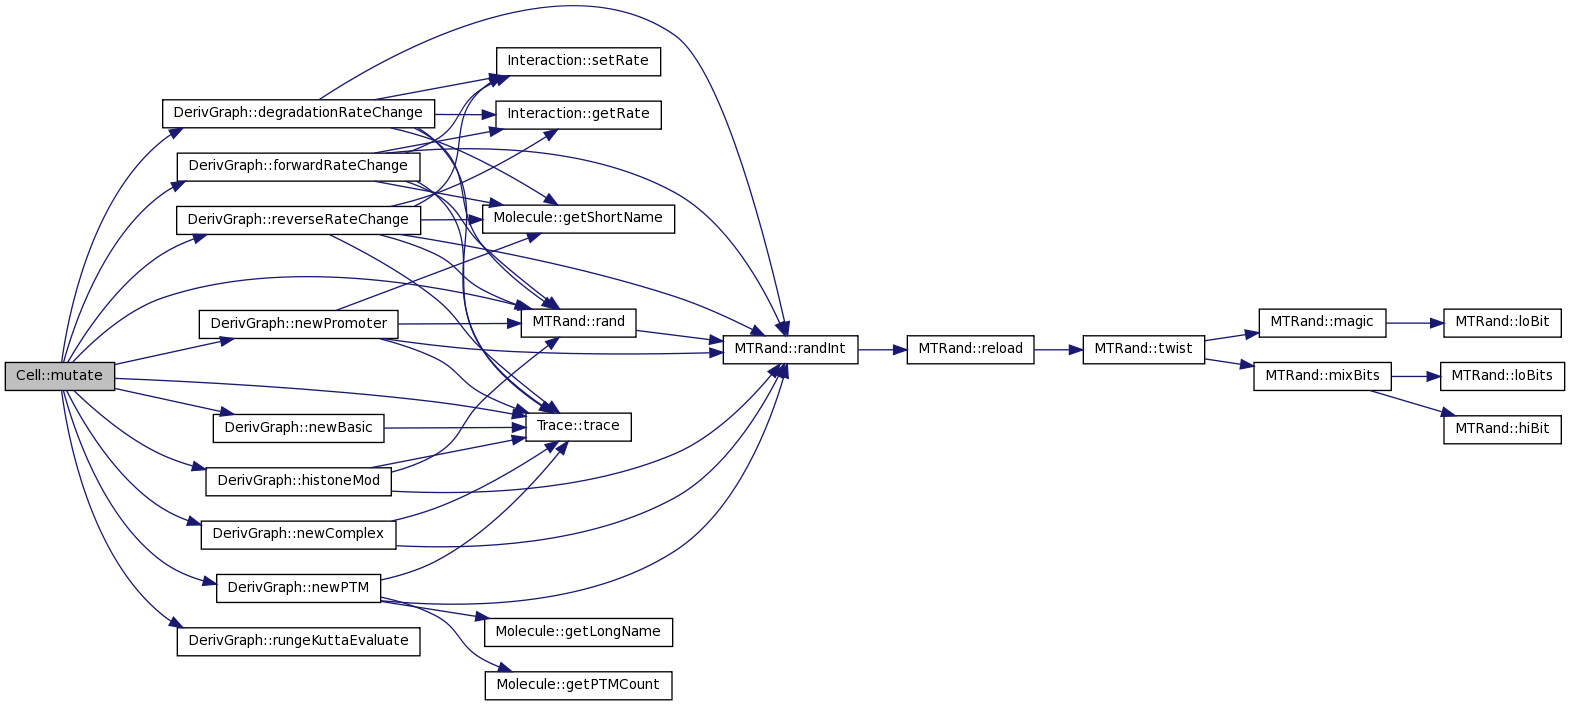 Cell::mutate
DerivGraph::degradationRateChange
DerivGraph::forwardRateChange
DerivGraph::reverseRateChange
DerivGraph::newPromoter
DerivGraph::newBasic
DerivGraph::histoneMod
DerivGraph::newComplex
DerivGraph::newPTM
DerivGraph::rungeKuttaEvaluate
Interaction::setRate
Interaction::getRate
Molecule::getShortName
MTRand::rand
Trace::trace
Molecule::getLongName
Molecule::getPTMCount
MTRand::randInt
MTRand::reload
MTRand::twist
MTRand::magic
MTRand::mixBits
MTRand::loBit
MTRand::loBits
MTRand::hiBit